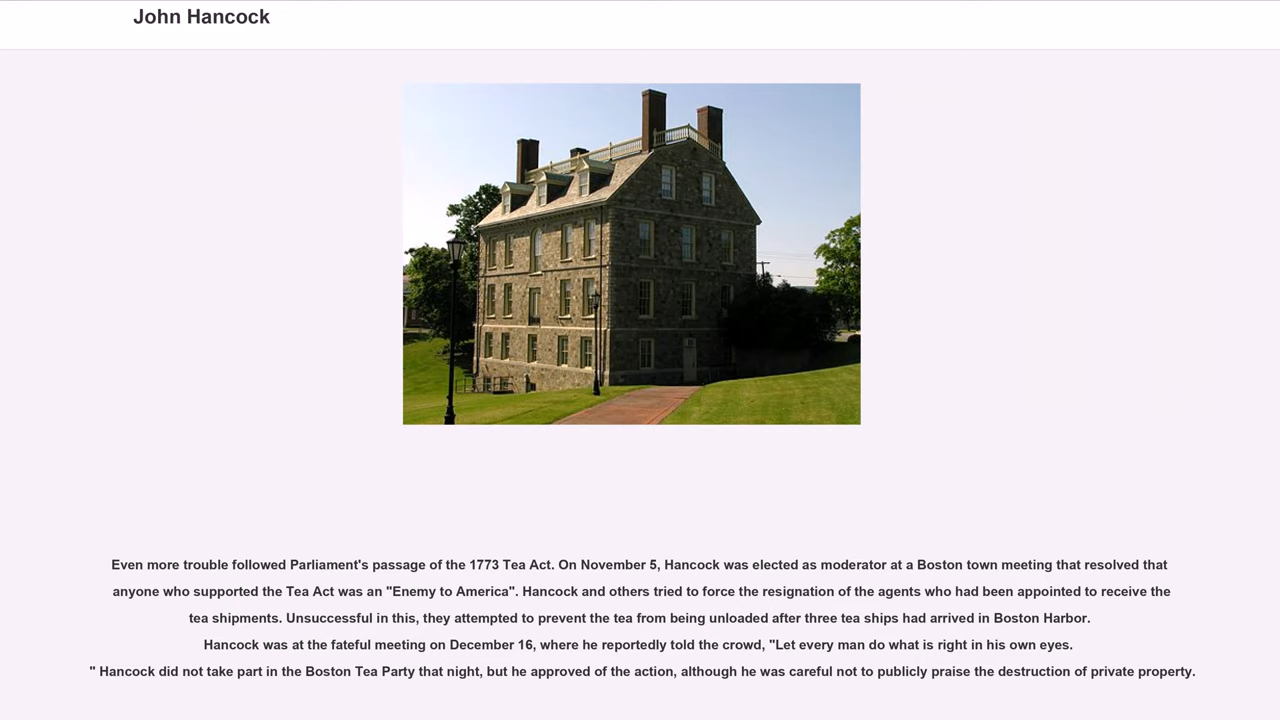 John Hancock
Even more trouble followed Parliament's passage of the 1773 Tea Act. On November 5, Hancock was elected as moderator at a Boston town meeting that resolved that
anyone who supported the Tea Act was an "Enemy to America". Hancock and others tried to force the resignation of the agents who had been appointed to receive the
tea shipments. Unsuccessful in this, they attempted to prevent the tea from being unloaded after three tea ships had arrived in Boston Harbor.
Hancock was at the fateful meeting on December 16, where he reportedly told the crowd, "Let every man do what is right in his own eyes.
" Hancock did not take part in the Boston Tea Party that night, but he approved of the action, although he was careful not to publicly praise the destruction of private property.